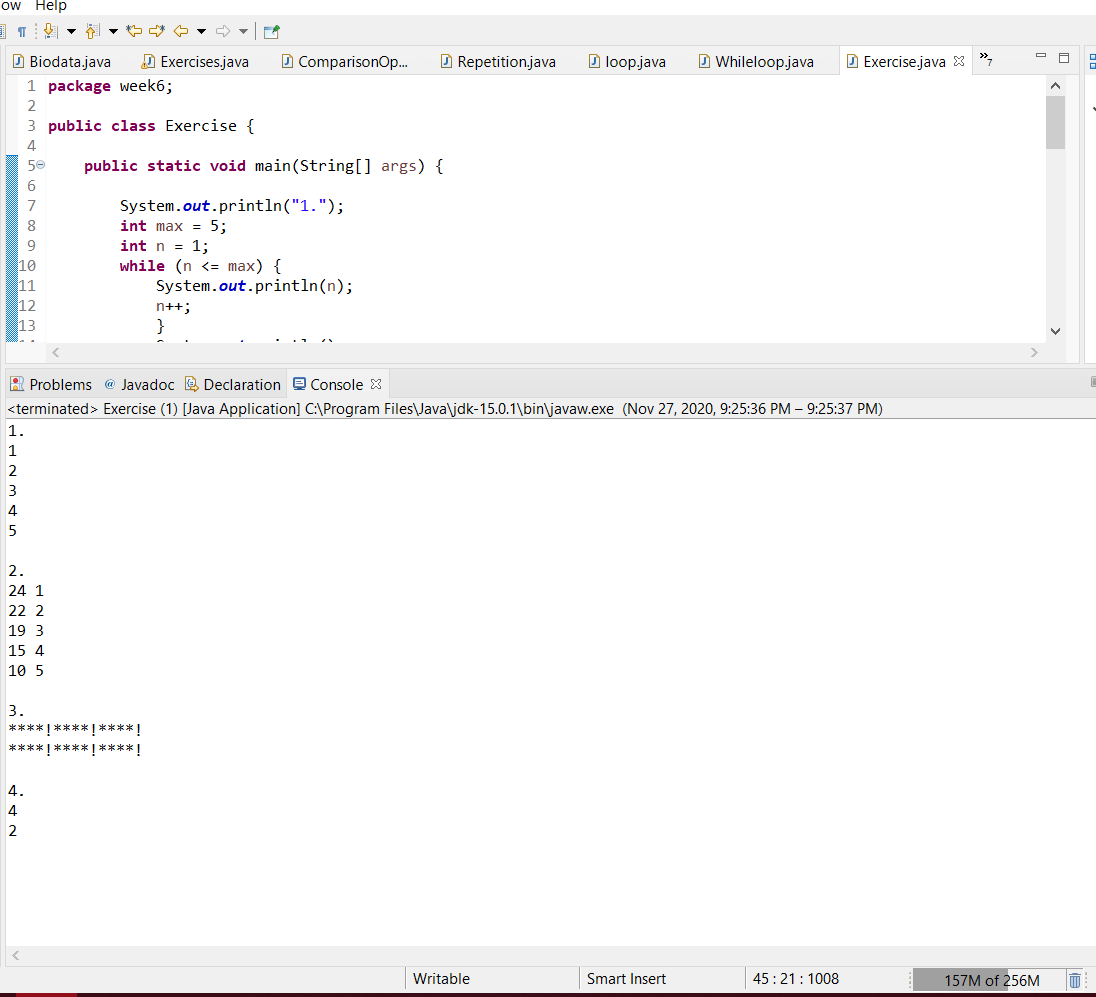 ow Help
Biodata.java Exercises.java ComparisonOp... Repetition.java loop.java Whileloop.java Exercise.java »7
1 package week6;
2
3 public class Exercise {
4
5 public static void main(String[] args) {
6
7 System.out.println("1.");
8 int max = 5;
9 int n = 1;
10 while (n <= max) {
11 System.out.println(n);
12 n++;
13 }
Problems @ Javadoc Declaration Console
<terminated> Exercise (1) [Java Application] C:\Program Files\Java\jdk-15.0.1\bin\javaw.exe (Nov 27, 2020, 9:25:36 PM – 9:25:37 PM)
1.
1
2
3
4
5
2.
24 1
22 2
19 3
15 4
10 5
3.
****!****!****!
****!****!****!
4.
4
2
Writable Smart Insert 45 : 21 : 1008 157M of 256M